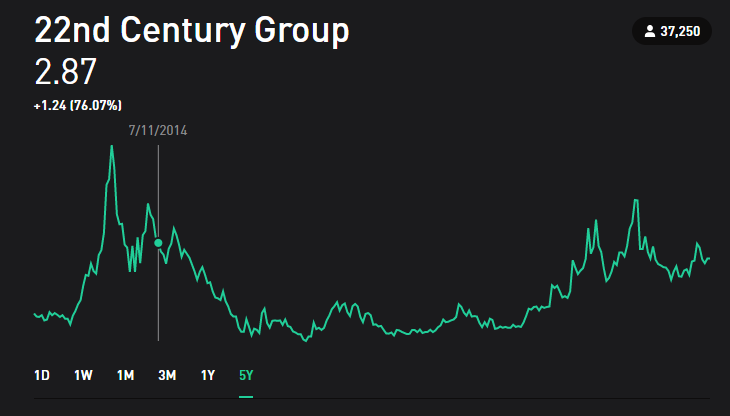 22nd Century Group
37,250
2.87
+1.24 (76.07%)
7/11/2014
1D 1W 1M 3M 1Y 5Y